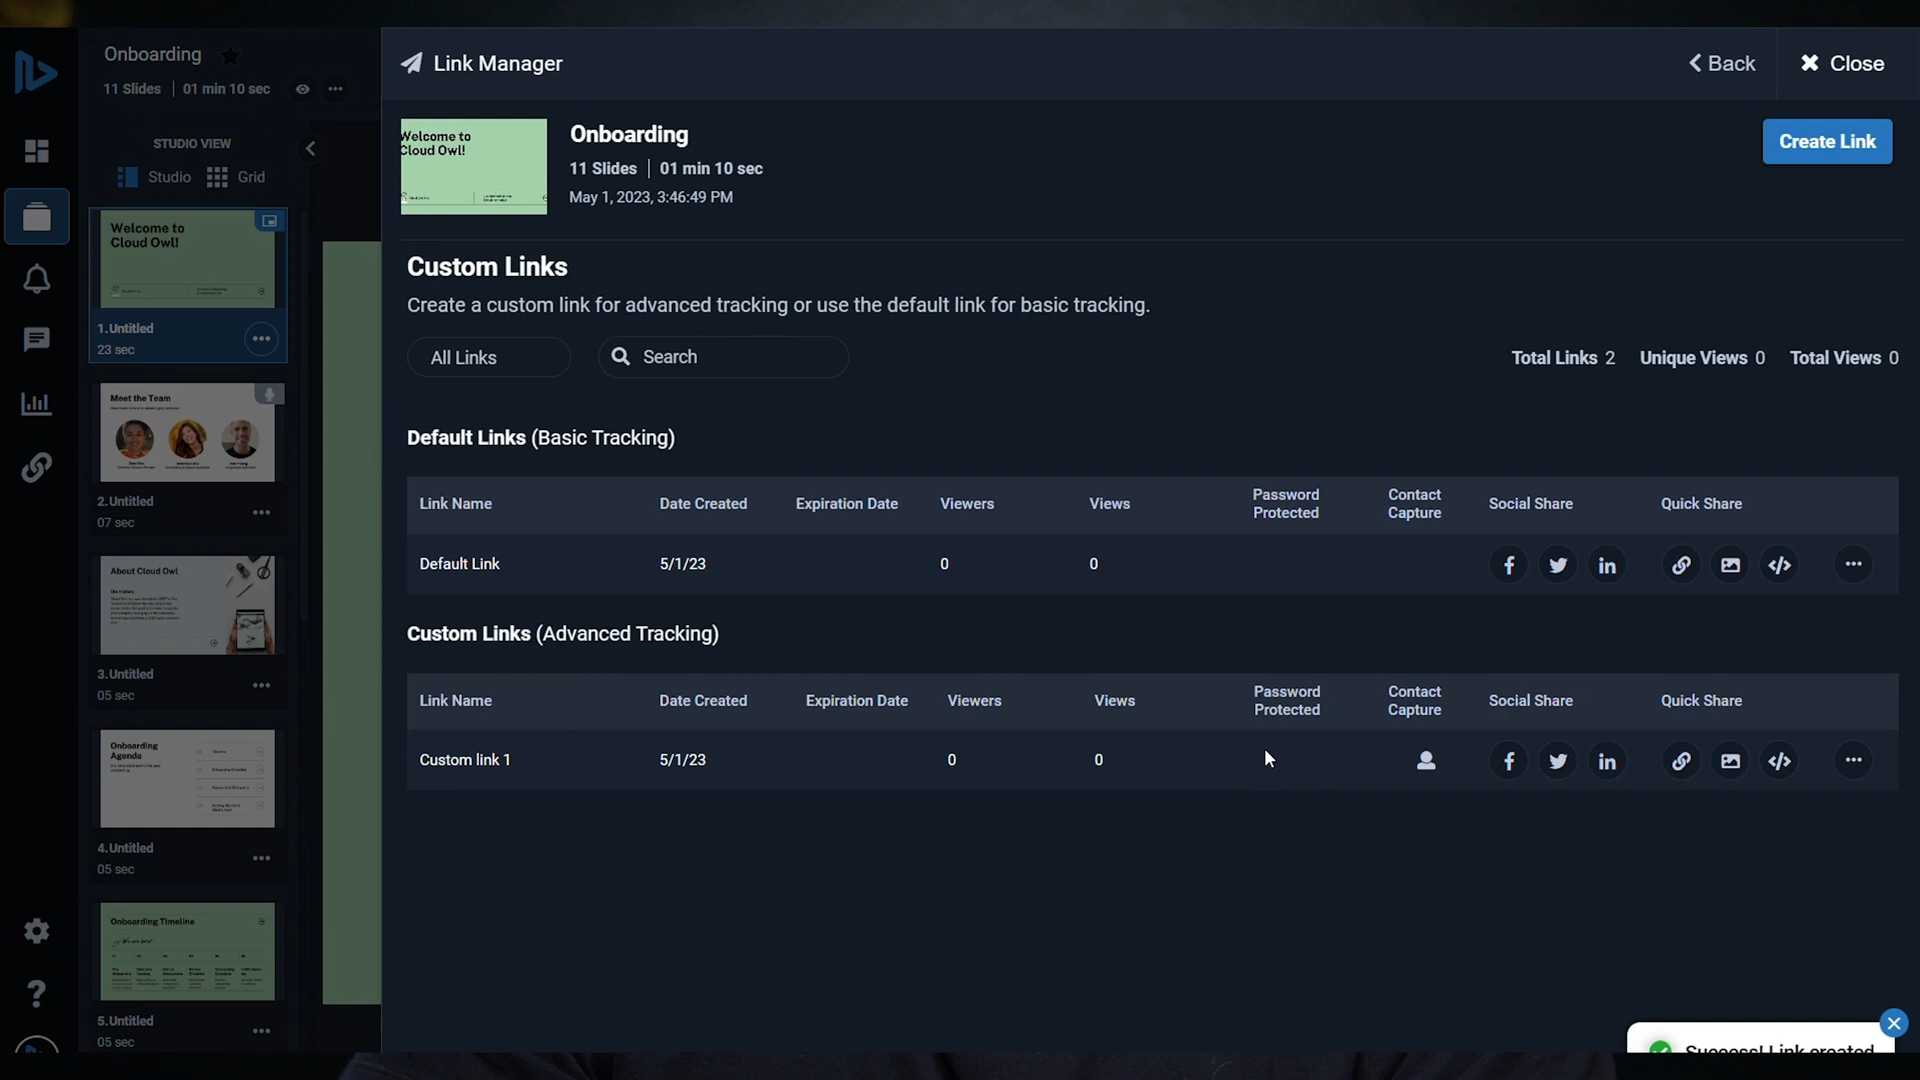 Onboarding
11 Slides | 01 min 10 sec
STUDIO VIEW
Studio
Grid
Welcome to
Cloud Owl!
1.Untitled
23 sec
Meet the Team
2.Untitled
07 sec
About Cloud Owl
Our History
3.Untitled
05 sec
Onboarding
Agenda
4.Untitled
05 sec
Onboarding Timeline
We are here!
5.Untitled
05 sec
Link Manager
Back
Close
Welcome to
Cloud Owl!
Onboarding
11 Slides | 01 min 10 sec
May 1, 2023, 3:46:49 PM
Create Link
Custom Links
Create a custom link for advanced tracking or use the default link for basic tracking.
All Links
Search
Total Links 2 Unique Views 0 Total Views 0
Default Links (Basic Tracking)
Link Name Date Created Expiration Date Viewers Views Password Protected Contact Capture Social Share Quick Share
Default Link 5/1/23 0 0
Custom Links (Advanced Tracking)
Link Name Date Created Expiration Date Viewers Views Password Protected Contact Capture Social Share Quick Share
Custom link 1 5/1/23 0 0
Success! Link created